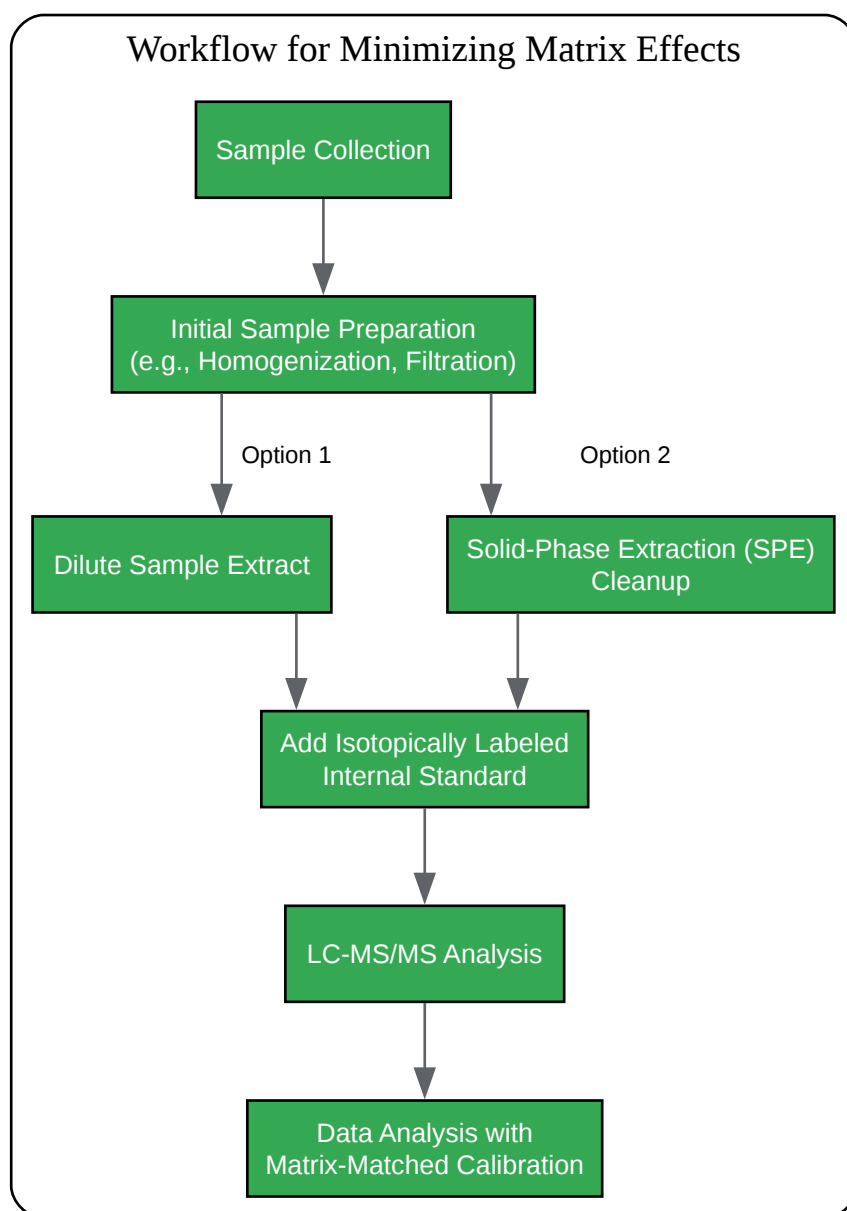 Workflow for Minimizing Matrix Effects
Sample Collection
Initial Sample Preparation
(e.g., Homogenization, Filtration)
Option 1
Option 2
Dilute Sample Extract
Solid-Phase Extraction (SPE)
Cleanup
Add Isotopically Labeled
Internal Standard
LC-MS/MS Analysis
Data Analysis with
Matrix-Matched Calibration